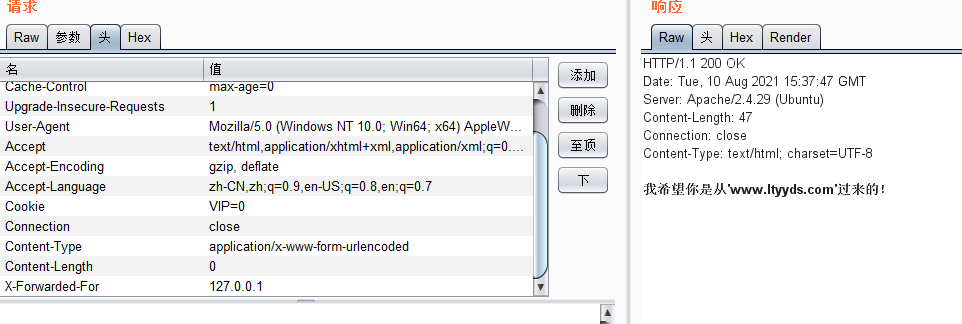 请求
Raw 参数 头 Hex
名 值
Cache-Control max-age=0
Upgrade-Insecure-Requests 1
User-Agent Mozilla/5.0 (Windows NT 10.0; Win64; x64) AppleW...
Accept text/html,application/xhtml+xml,application/xml;q=0....
Accept-Encoding gzip, deflate
Accept-Language zh-CN,zh;q=0.9,en-US;q=0.8,en;q=0.7
Cookie VIP=0
Connection close
Content-Type application/x-www-form-urlencoded
Content-Length 0
X-Forwarded-For 127.0.0.1
添加
删除
至顶
下
响应
Raw 头 Hex Render
HTTP/1.1 200 OK
Date: Tue, 10 Aug 2021 15:37:47 GMT
Server: Apache/2.4.29 (Ubuntu)
Content-Length: 47
Connection: close
Content-Type: text/html; charset=UTF-8
我希望你是从'www.ltyyds.com'过来的!